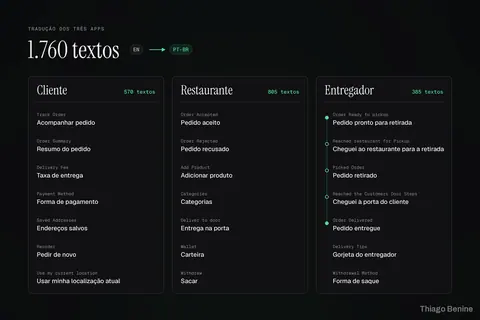 TRADUÇÃO DOS TRÊS APPS
1.760 textos EN PT-BR
Cliente 570 textos
Track Order
Acompanhar pedido
Order Summary
Resumo do pedido
Delivery Fee
Taxa de entrega
Payment Method
Forma de pagamento
Saved Addresses
Endereços salvos
Reorder
Pedir de novo
Use my current location
Usar minha localização atual
Restaurante 805 textos
Order Accepted
Pedido aceito
Order Rejected
Pedido recusado
Add Product
Adicionar produto
Categories
Categorias
Deliver to door
Entrega na porta
Wallet
Carteira
Withdraw
Sacar
Entregador 385 textos
Order Ready to pickup
Pedido pronto para retirada
Reached restaurant for Pickup
Cheguei ao restaurante para a retirada
Picked Order
Pedido retirado
Reached the Customers Door Steps
Cheguei à porta do cliente
Order Delivered
Pedido entregue
Delivery Tips
Gorjeta do entregador
Withdrawal Method
Forma de saque
Thiago Benine